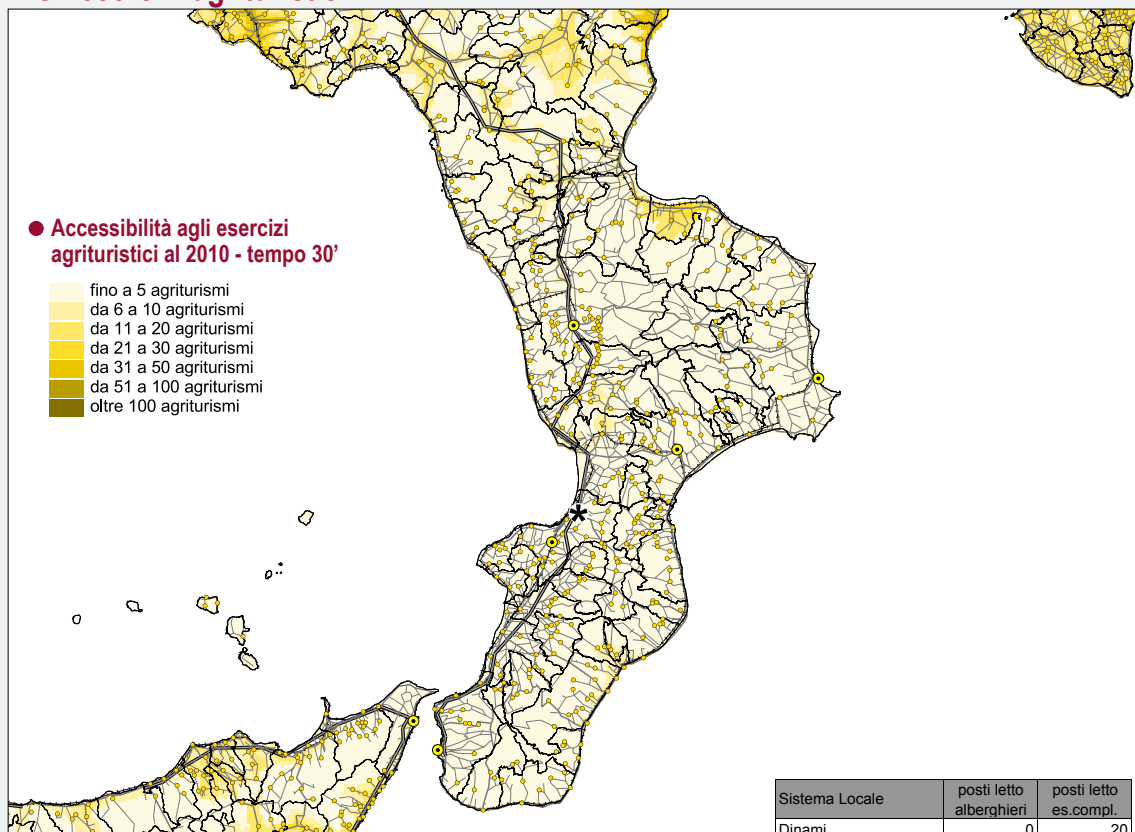 ● Accessibilità agli esercizi
agrituristici al 2010 - tempo 30’
fino a 5 agriturismi
da 6 a 10 agriturismi
da 11 a 20 agriturismi
da 21 a 30 agriturismi
da 31 a 50 agriturismi
da 51 a 100 agriturismi
oltre 100 agriturismi
*
Sistema Locale posti letto alberghieri posti letto es.compl.
Dinami 0 20